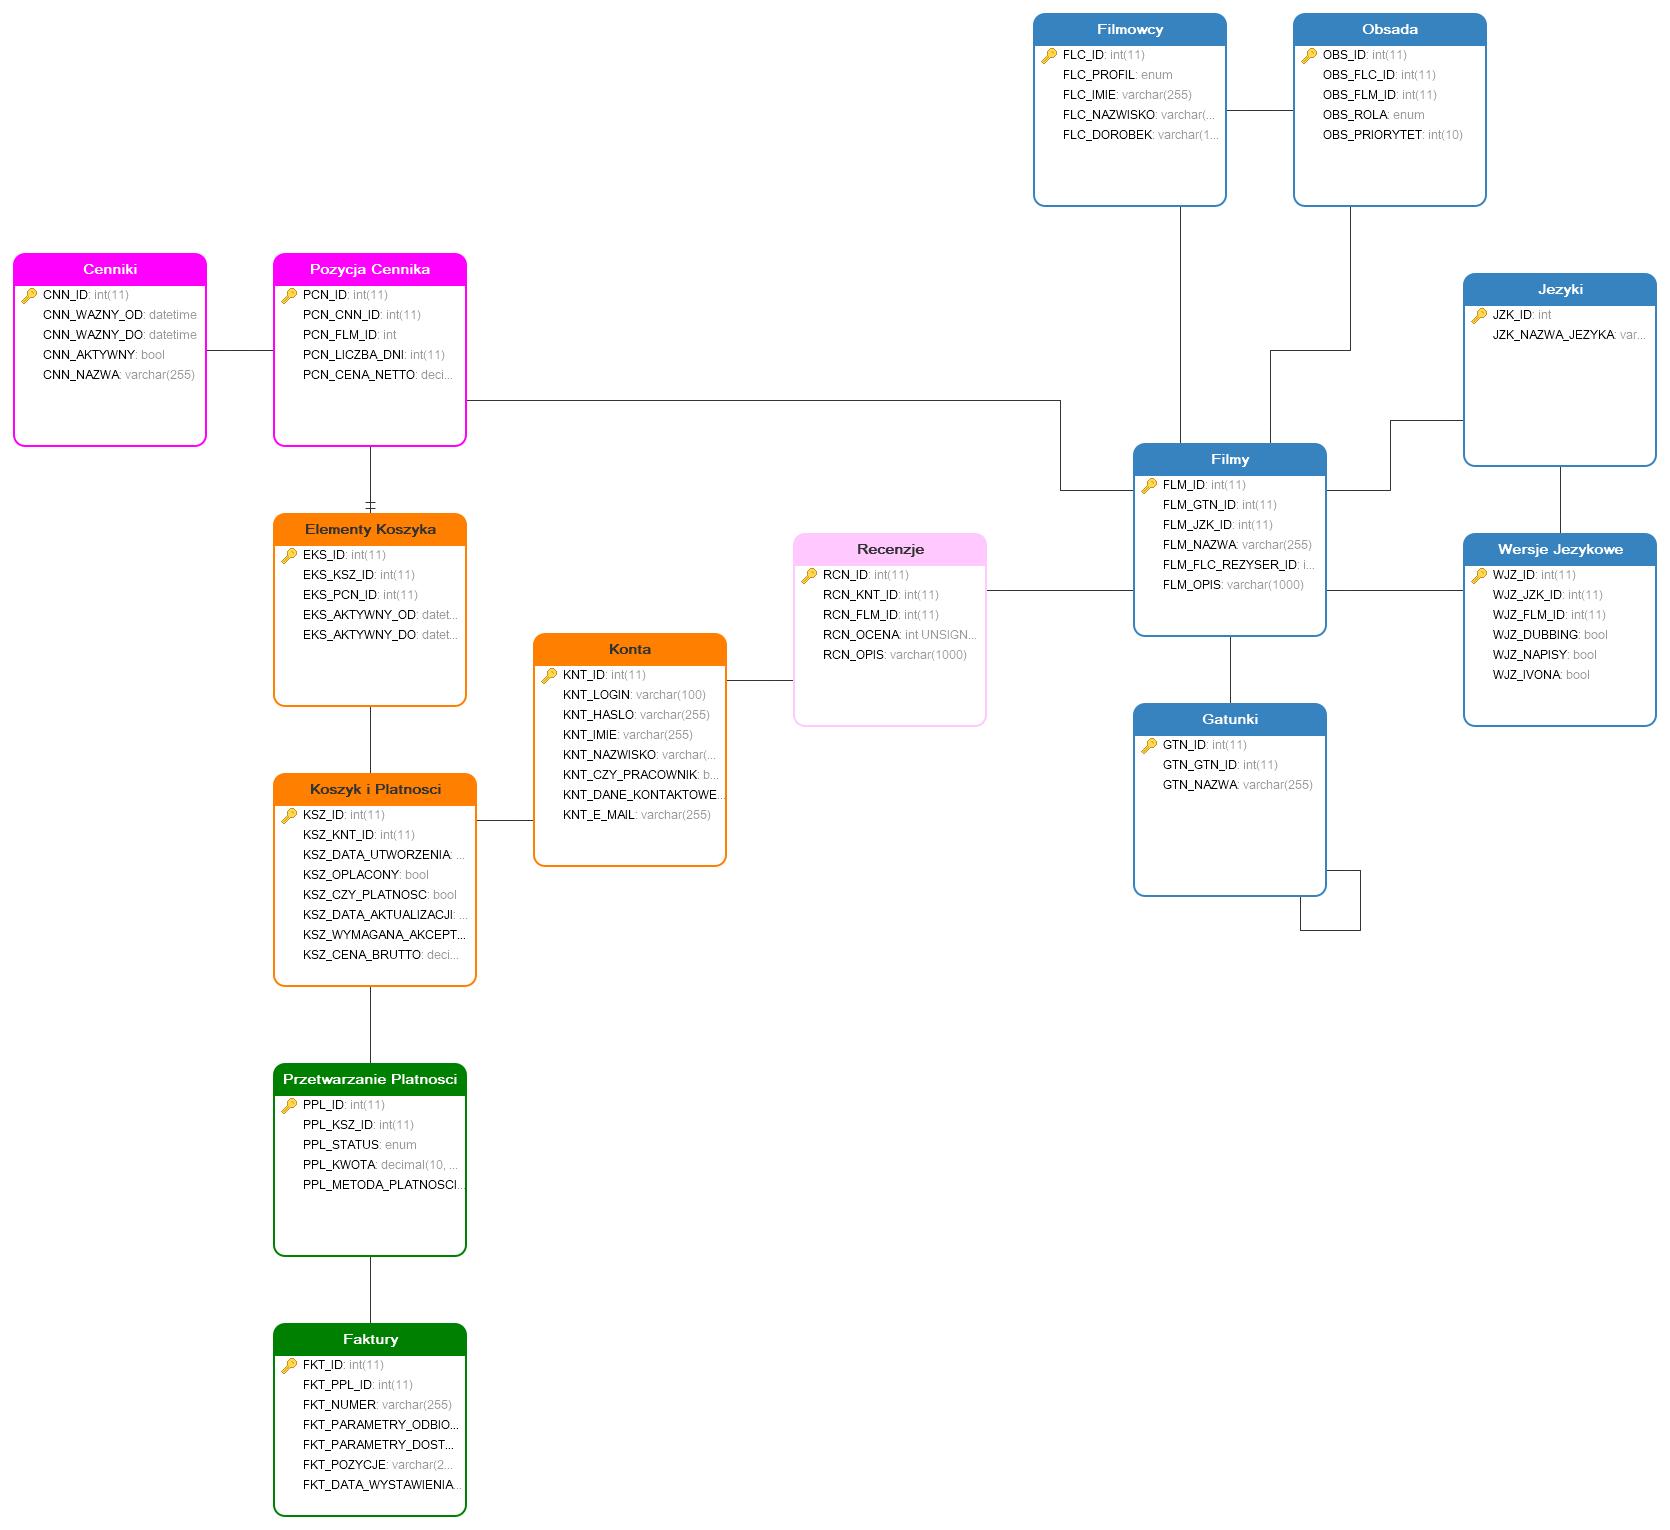 Filmowcy
FLC_ID: int(11)
FLC_PROFIL: enum
FLC_IMIE: varchar(255)
FLC_NAZWISKO: varchar(...
FLC_DOROBEK: varchar(1...
Obsada
OBS_ID: int(11)
OBS_FLC_ID: int(11)
OBS_FLM_ID: int(11)
OBS_ROLA: enum
OBS_PRIORYTET: int(10)
Cenniki
CNN_ID: int(11)
CNN_WAZNY_OD: datetime
CNN_WAZNY_DO: datetime
CNN_AKTYWNY: bool
CNN_NAZWA: varchar(255)
Pozycja Cennika
PCN_ID: int(11)
PCN_CNN_ID: int(11)
PCN_FLM_ID: int
PCN_LICZBA_DNI: int(11)
PCN_CENA_NETTO: deci...
Jezyki
JZK_ID: int
JZK_NAZWA_JEZYKA: var...
Filmy
FLM_ID: int(11)
FLM_GTN_ID: int(11)
FLM_JZK_ID: int(11)
FLM_NAZWA: varchar(255)
FLM_FLC_REZYSER_ID: i...
FLM_OPIS: varchar(1000)
Elementy Koszyka
EKS_ID: int(11)
EKS_KSZ_ID: int(11)
EKS_PCN_ID: int(11)
EKS_AKTYWNY_OD: datet...
EKS_AKTYWNY_DO: datet...
Recenzje
RCN_ID: int(11)
RCN_KNT_ID: int(11)
RCN_FLM_ID: int(11)
RCN_OCENA: int UNSIGN...
RCN_OPIS: varchar(1000)
Wersje Jezykowe
WJZ_ID: int(11)
WJZ_JZK_ID: int(11)
WJZ_FLM_ID: int(11)
WJZ_DUBBING: bool
WJZ_NAPISY: bool
WJZ_IVONA: bool
Konta
KNT_ID: int(11)
KNT_LOGIN: varchar(100)
KNT_HASLO: varchar(255)
KNT_IMIE: varchar(255)
KNT_NAZWISKO: varchar(...
KNT_CZY_PRACOWNIK: b...
KNT_DANE_KONTAKTOWE...
KNT_E_MAIL: varchar(255)
Gatunki
GTN_ID: int(11)
GTN_GTN_ID: int(11)
GTN_NAZWA: varchar(255)
Koszyk i Platnosci
KSZ_ID: int(11)
KSZ_KNT_ID: int(11)
KSZ_DATA_UTWORZENIA: ...
KSZ_OPLACONY: bool
KSZ_CZY_PLATNOSC: bool
KSZ_DATA_AKTUALIZACJI: ...
KSZ_WYMAGANA_AKCEPT...
KSZ_CENA_BRUTTO: deci...
Przetwarzanie Platnosci
PPL_ID: int(11)
PPL_KSZ_ID: int(11)
PPL_STATUS: enum
PPL_KWOTA: decimal(10, ...
PPL_METODA_PLATNOSCI...
Faktury
FKT_ID: int(11)
FKT_PPL_ID: int(11)
FKT_NUMER: varchar(255)
FKT_PARAMETRY_ODBIO...
FKT_PARAMETRY_DOST...
FKT_POZYCJE: varchar(2...
FKT_DATA_WYSTAWIENIA...